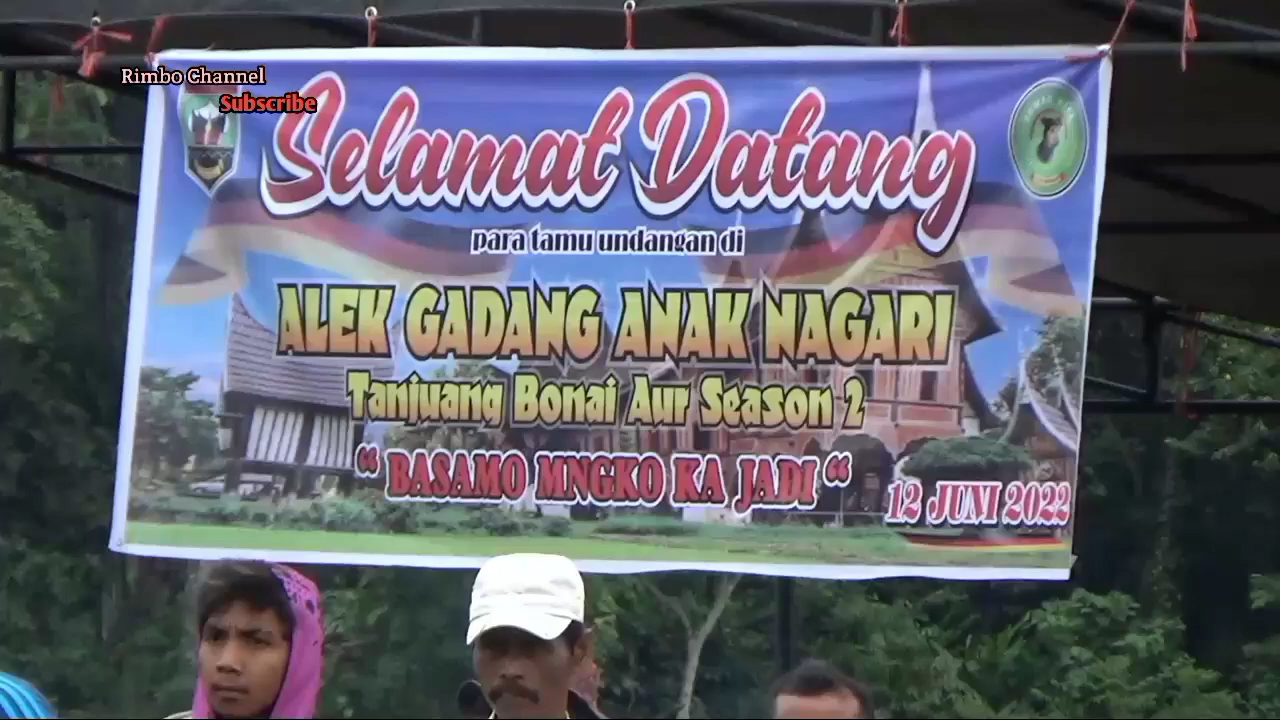 Rimbo Channel
Subscribe
Selamat Datang
para tamu undangan di
ALEK GADANG ANAK NAGARI
Tanjuang Bonai Aur Season 2
“ BASAMO MNGKO KA JADI “
12 JUNI 2022